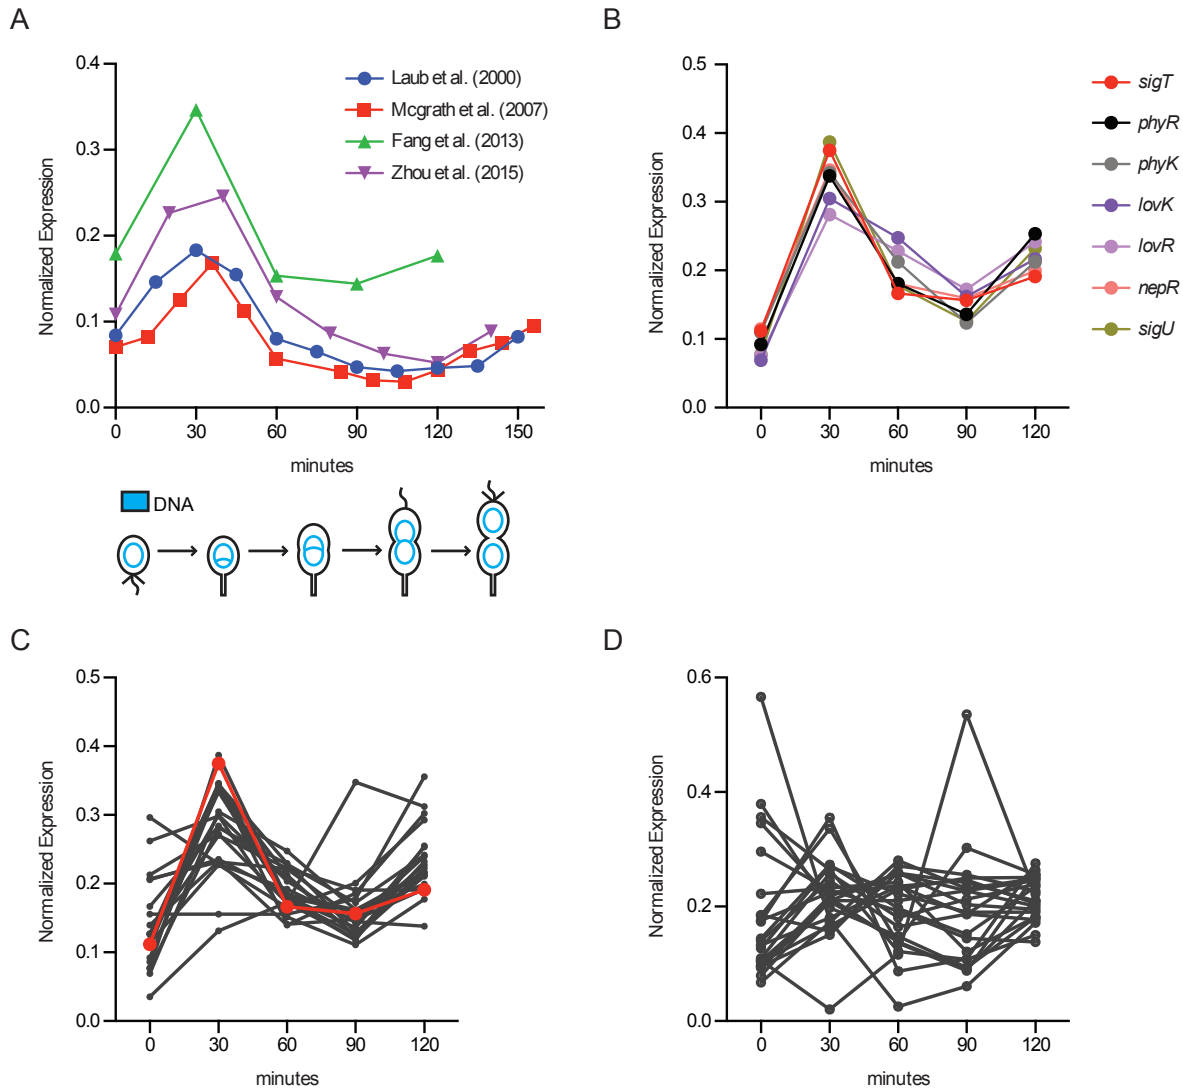 A
0.4
0.3
0.2
0.1
0.0
Normalized Expression
0 30 60 90 120 150
minutes
Laub et al. (2000)
Mcgrath et al. (2007)
Fang et al. (2013)
Zhou et al. (2015)
DNA
B
0.5
0.4
0.3
0.2
0.1
0.0
Normalized Expression
0 30 60 90 120
minutes
sigT
phyR
phyK
lovK
lovR
nepR
sigU
C
0.5
0.4
0.3
0.2
0.1
0.0
Normalized Expression
0 30 60 90 120
minutes
D
0.6
0.4
0.2
0.0
Normalized Expression
0 30 60 90 120
minutes